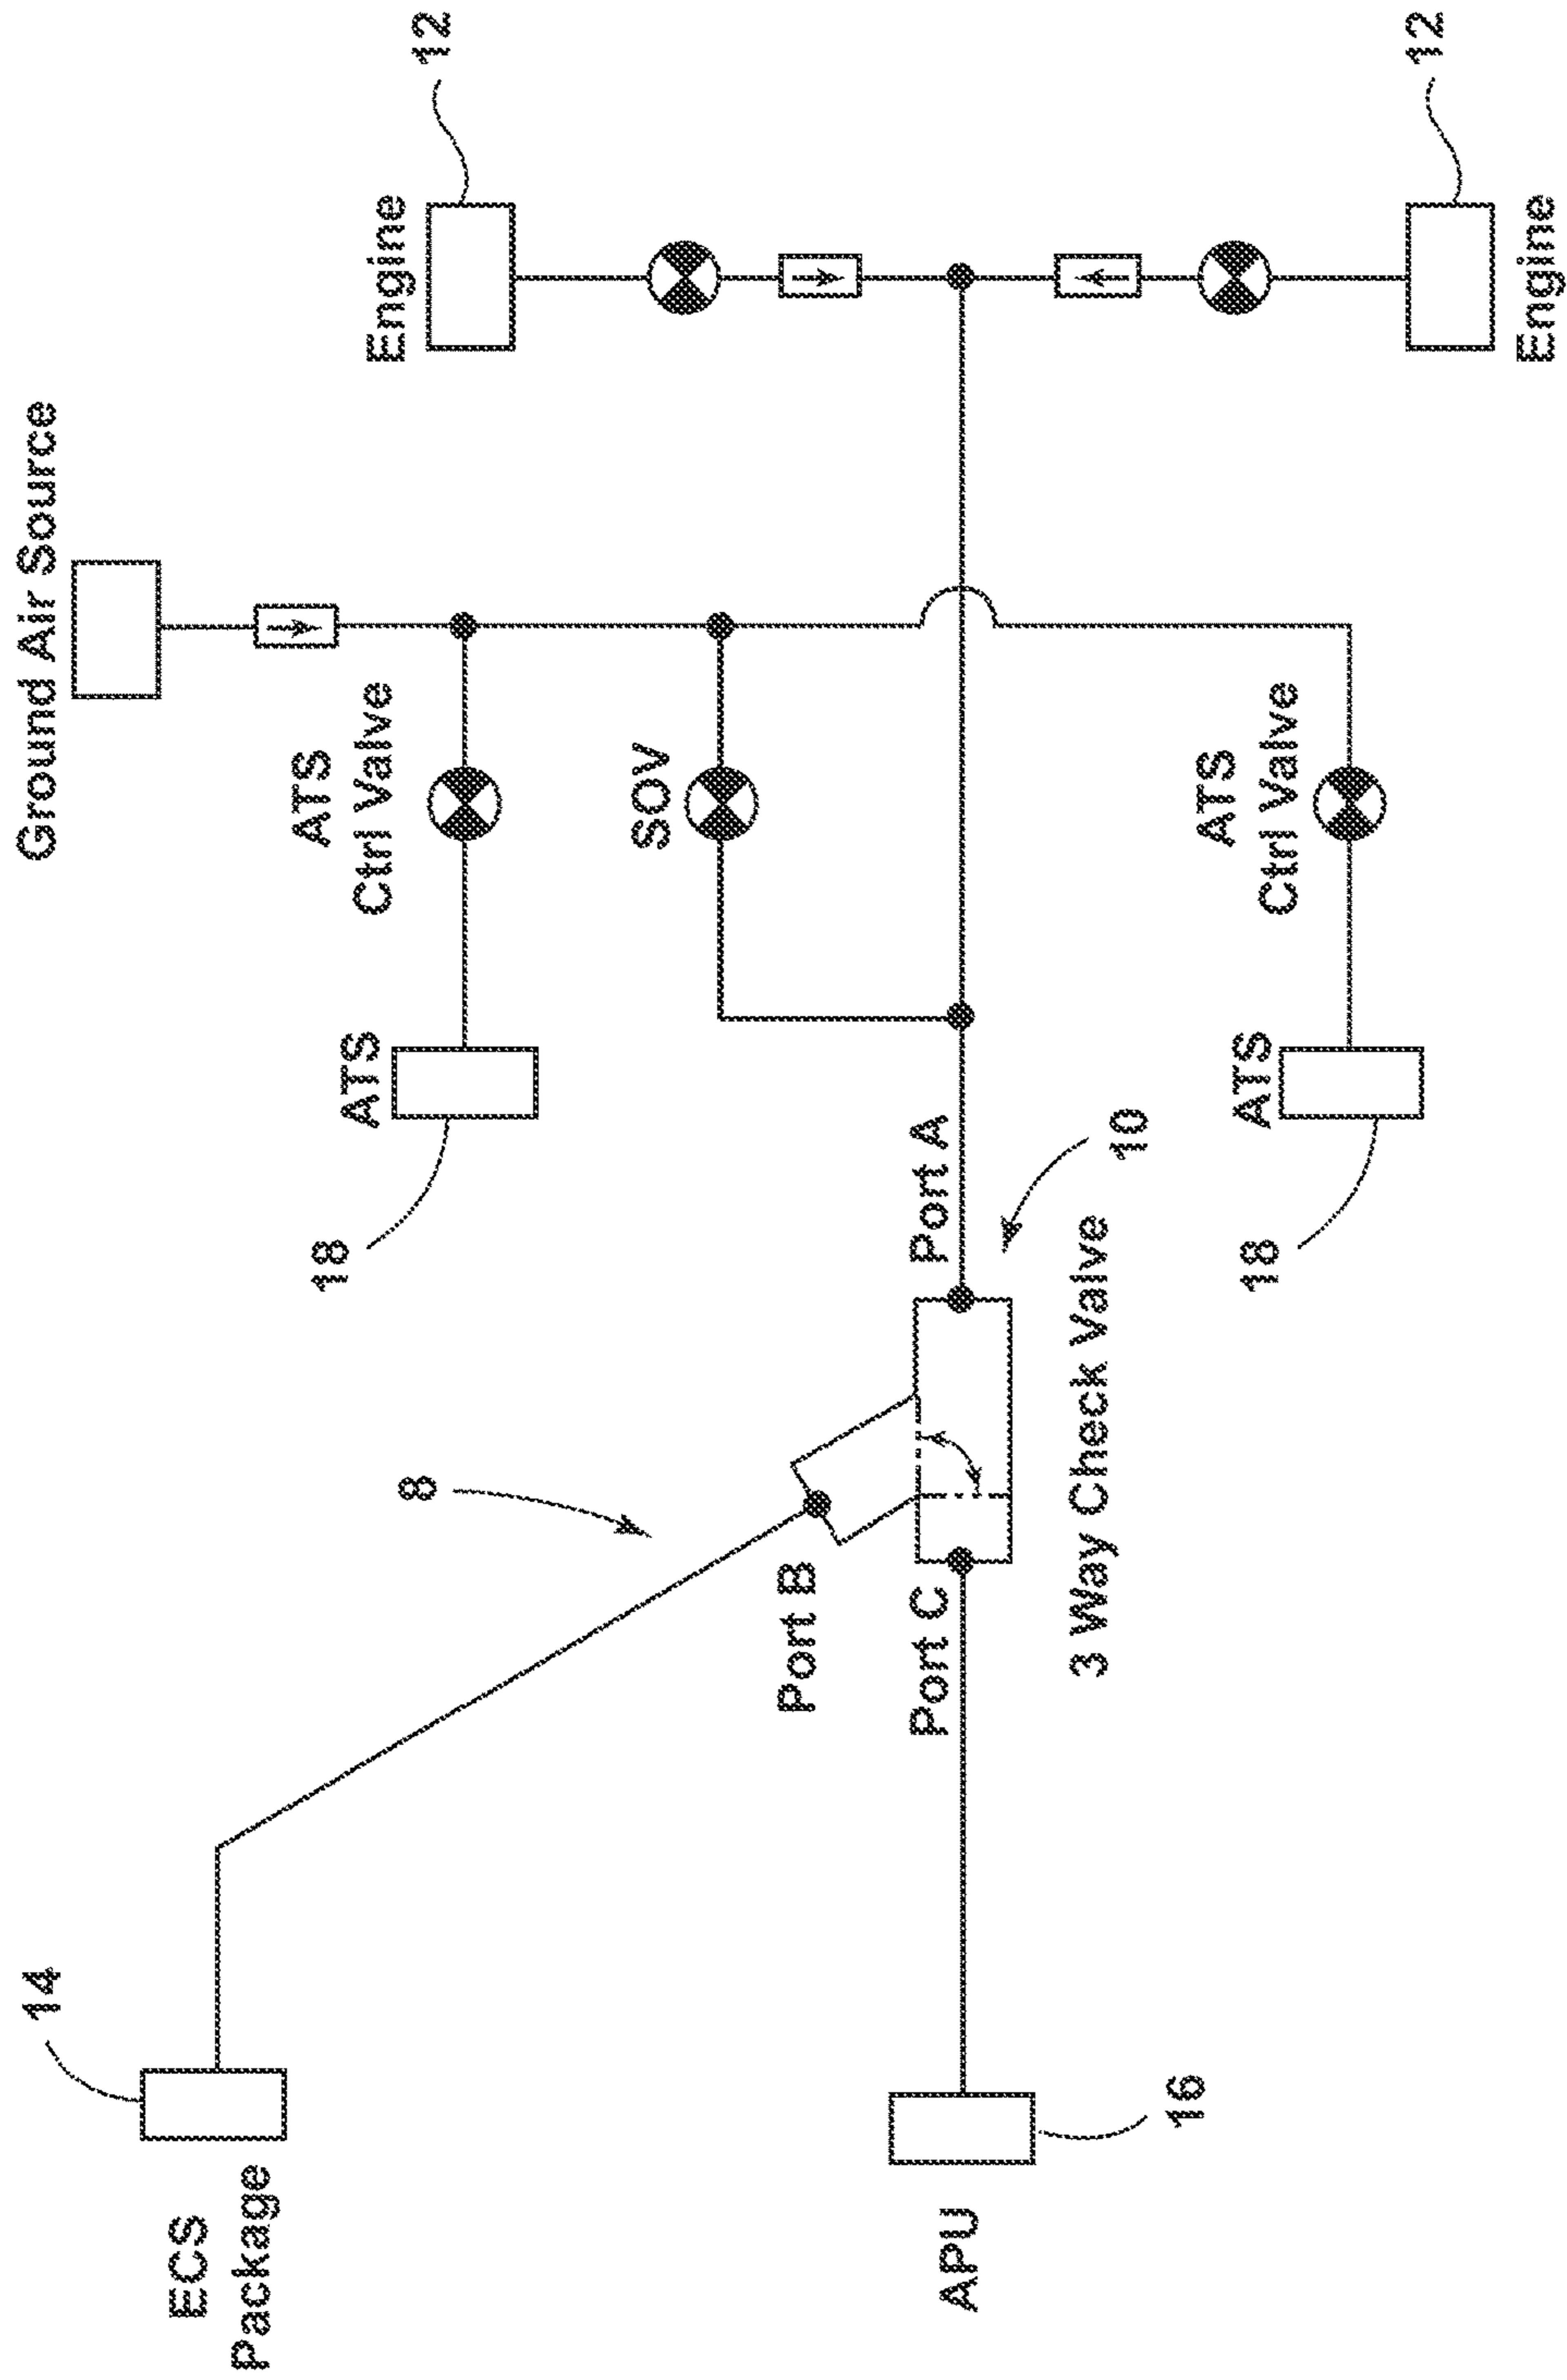 Ground Air Source
Engine
12
ATS
Ctrl Valve
ATS
18
SOV
Engine
12
ATS
Ctrl Valve
ATS
18
Port A
10
3 Way Check Valve
8
Port B
Port C
14
ECS
Package
16
APU